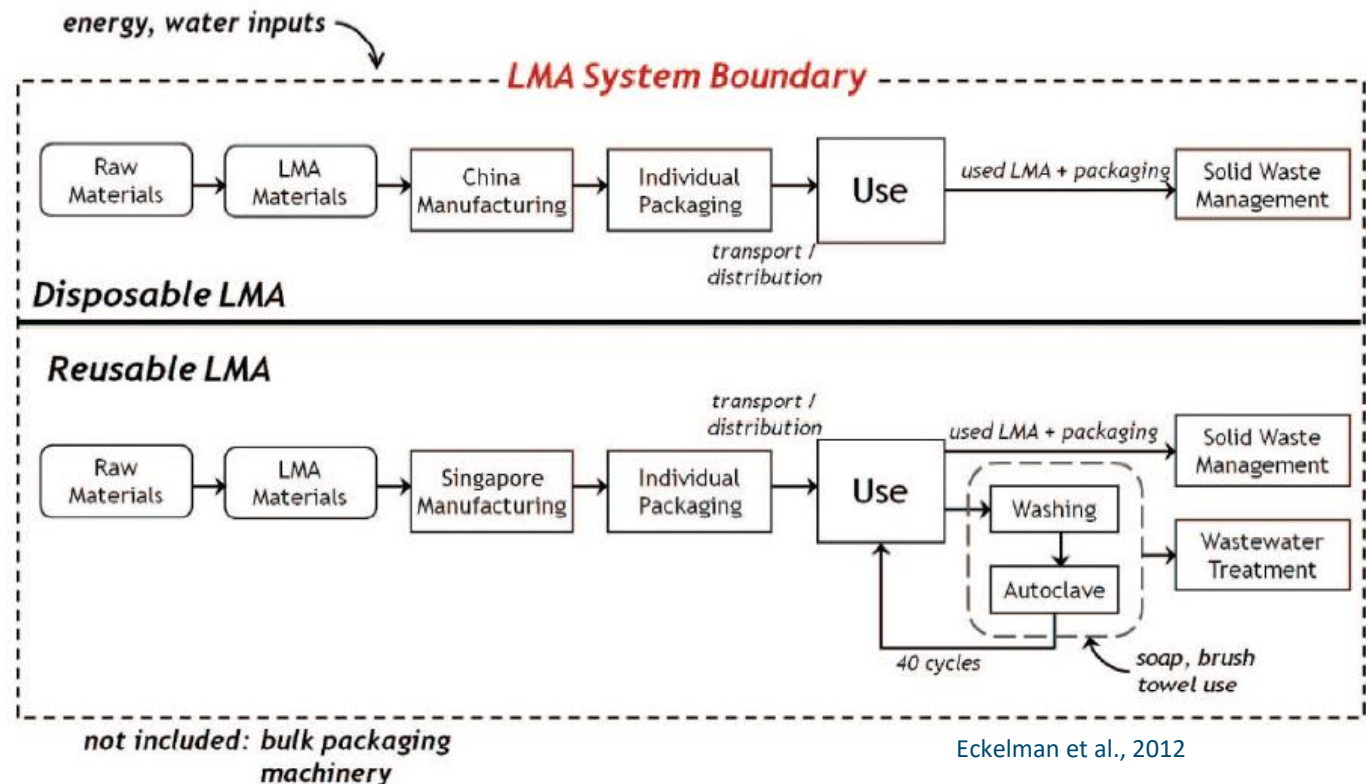 energy, water inputs
LMA System Boundary
Raw
Materials
LMA
Materials
China
Manufacturing
Individual
Packaging
transport /
distribution
Use
used LMA + packaging
Solid Waste
Management
Disposable LMA
Reusable LMA
Raw
Materials
LMA
Materials
Singapore
Manufacturing
Individual
Packaging
transport /
distribution
Use
used LMA + packaging
Solid Waste
Management
Washing
Autoclave
Wastewater
Treatment
40 cycles
soap, brush
towel use
not included: bulk packaging
machinery
Eckelman et al., 2012